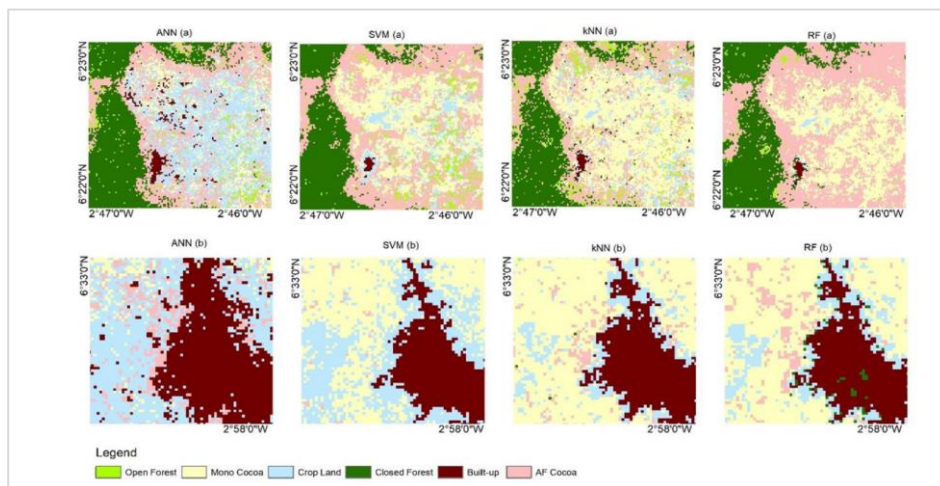 ANN (a)
SVM (a)
kNN (a)
RF (a)
6°23'0"N
6°22'0"N
2°47'0"W
2°46'0"W
6°23'0"N
6°22'0"N
2°47'0"W
2°46'0"W
6°23'0"N
6°22'0"N
2°47'0"W
2°46'0"W
6°23'0"N
6°22'0"N
2°47'0"W
2°46'0"W
ANN (b)
SVM (b)
kNN (b)
RF (b)
6°33'0"N
2°58'0"W
6°33'0"N
2°58'0"W
6°33'0"N
2°58'0"W
6°33'0"N
2°58'0"W
Legend
Open Forest
Mono Cocoa
Crop Land
Closed Forest
Built-up
AF Cocoa